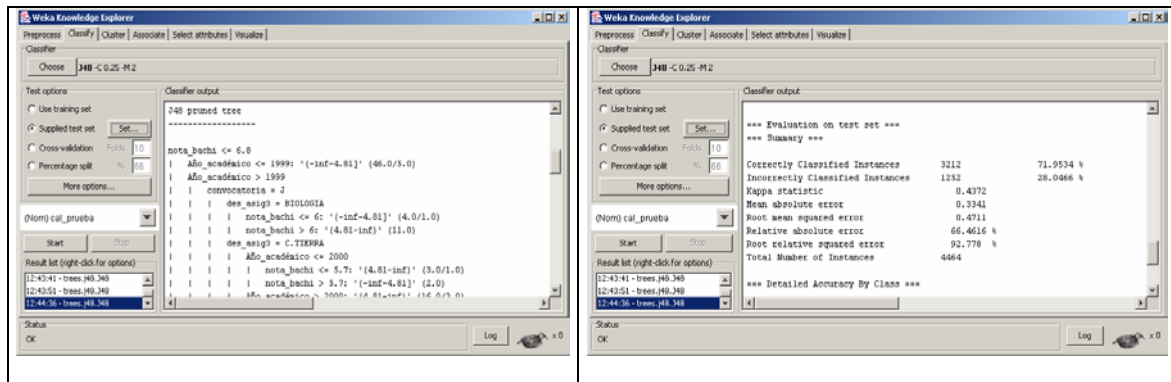 Weka Knowledge Explorer
Preprocess Classify Cluster Associate Select attributes Visualize
Classifier
Choose J48 -C 0.25 -M 2
Test options
Use training set
Supplied test set Set...
Cross-validation Folds 10
Percentage split % 66
More options...
(Nom) cal_prueba
Start Stop
Result list (right-click for options)
12:43:41 - trees.j48.J48
12:43:51 - trees.j48.J48
12:44:36 - trees.j48.J48
Classifier output
J48 pruned tree
------------------
nota_bachi <= 6.8
| Año_académico <= 1999: '(-inf-4.81]' (46.0/5.0)
| Año_académico > 1999
| | convocatoria = J
| | | des_asig3 = BIOLOGIA
| | | | nota_bachi <= 6: '(-inf-4.81]' (4.0/1.0)
| | | | nota_bachi > 6: '(4.81-inf)' (11.0)
| | | des_asig3 = C.TIERRA
| | | | Año_académico <= 2000
| | | | | nota_bachi <= 5.7: '(4.81-inf)' (3.0/1.0)
| | | | | nota_bachi > 5.7: '(-inf-4.81]' (2.0)
| | | | Año_académico > 2000: '(4.81-inf)' (16.0/3.0)
Status
OK
Log x 0
Weka Knowledge Explorer
Preprocess Classify Cluster Associate Select attributes Visualize
Classifier
Choose J48 -C 0.25 -M 2
Test options
Use training set
Supplied test set Set...
Cross-validation Folds 10
Percentage split % 66
More options...
(Nom) cal_prueba
Start Stop
Result list (right-click for options)
12:43:41 - trees.j48.J48
12:43:51 - trees.j48.J48
12:44:36 - trees.j48.J48
Classifier output
=== Evaluation on test set ===
=== Summary ===
Correctly Classified Instances 3212 71.9534 %
Incorrectly Classified Instances 1252 28.0466 %
Kappa statistic 0.4372
Mean absolute error 0.3341
Root mean squared error 0.4711
Relative absolute error 66.4616 %
Root relative squared error 92.778 %
Total Number of Instances 4464
=== Detailed Accuracy By Class ===
Status
OK
Log x 0